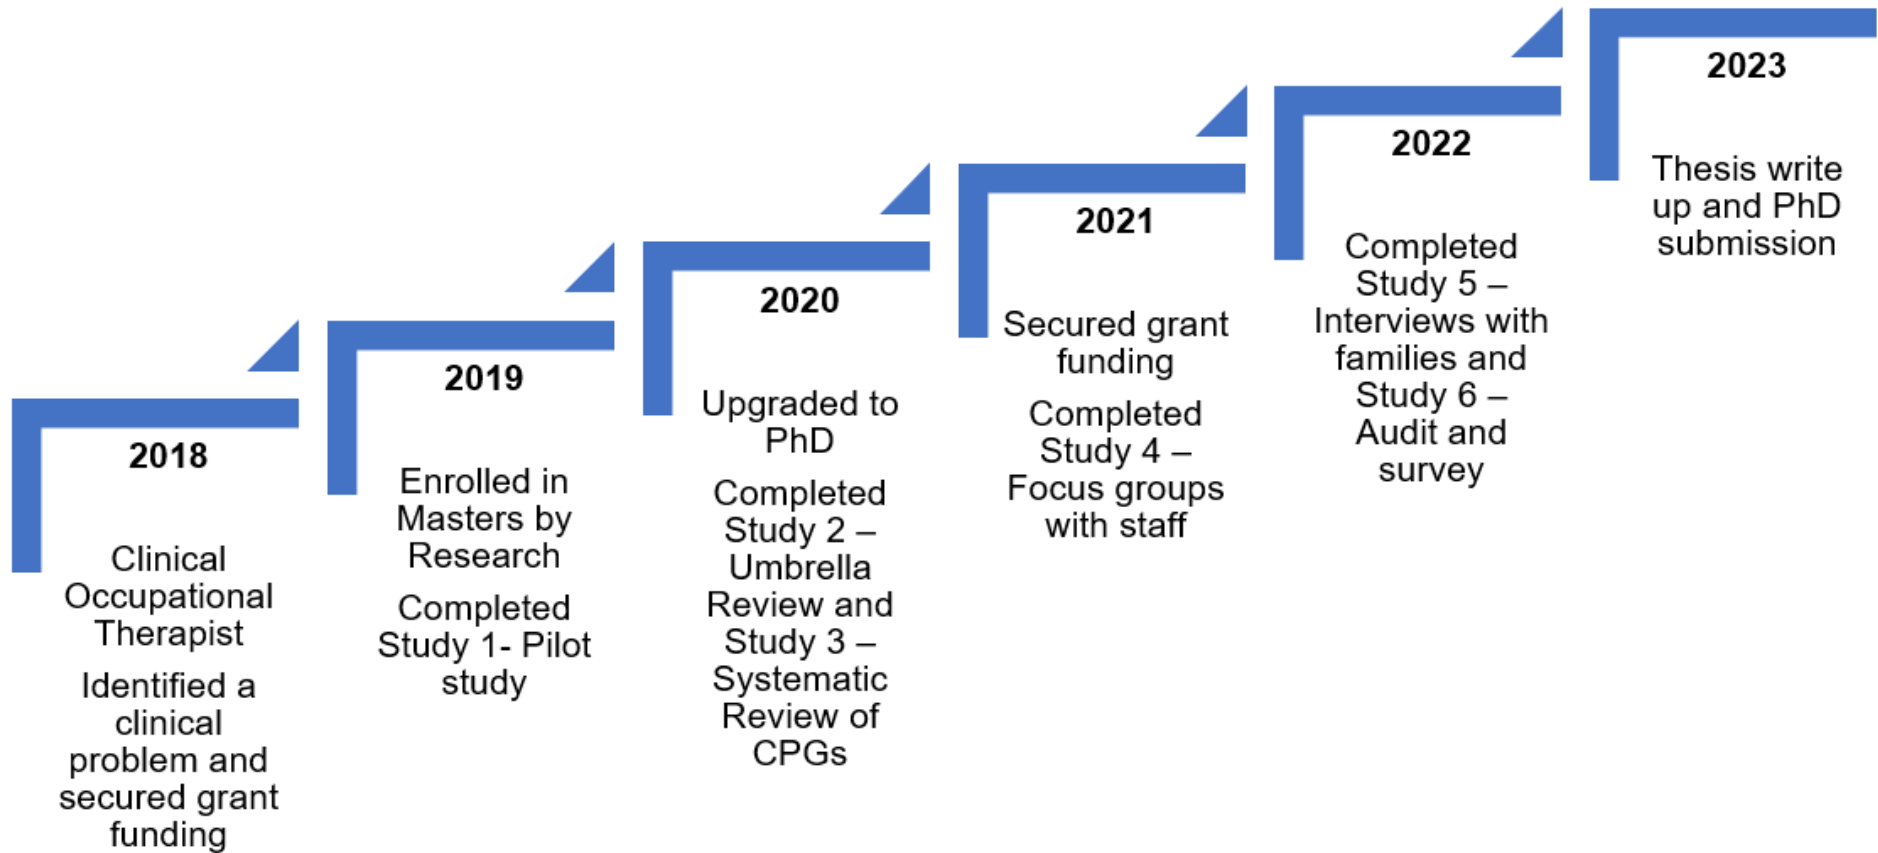 2018
Clinical
Occupational
Therapist
Identified a
clinical
problem and
secured grant
funding
2019
Enrolled in
Masters by
Research
Completed
Study 1- Pilot
study
2020
Upgraded to
PhD
Completed
Study 2 –
Umbrella
Review and
Study 3 –
Systematic
Review of
CPGs
2021
Secured grant
funding
Completed
Study 4 –
Focus groups
with staff
2022
Completed
Study 5 –
Interviews with
families and
Study 6 –
Audit and
survey
2023
Thesis write
up and PhD
submission